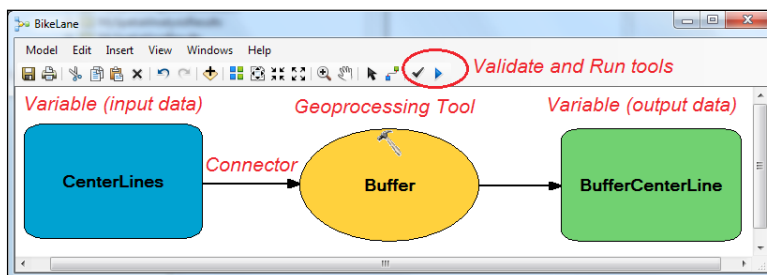 BikeLane
Model Edit Insert View Windows Help
Validate and Run tools
Variable (input data) Geoprocessing Tool Variable (output data)
Connector
CenterLines Buffer BufferCenterLine